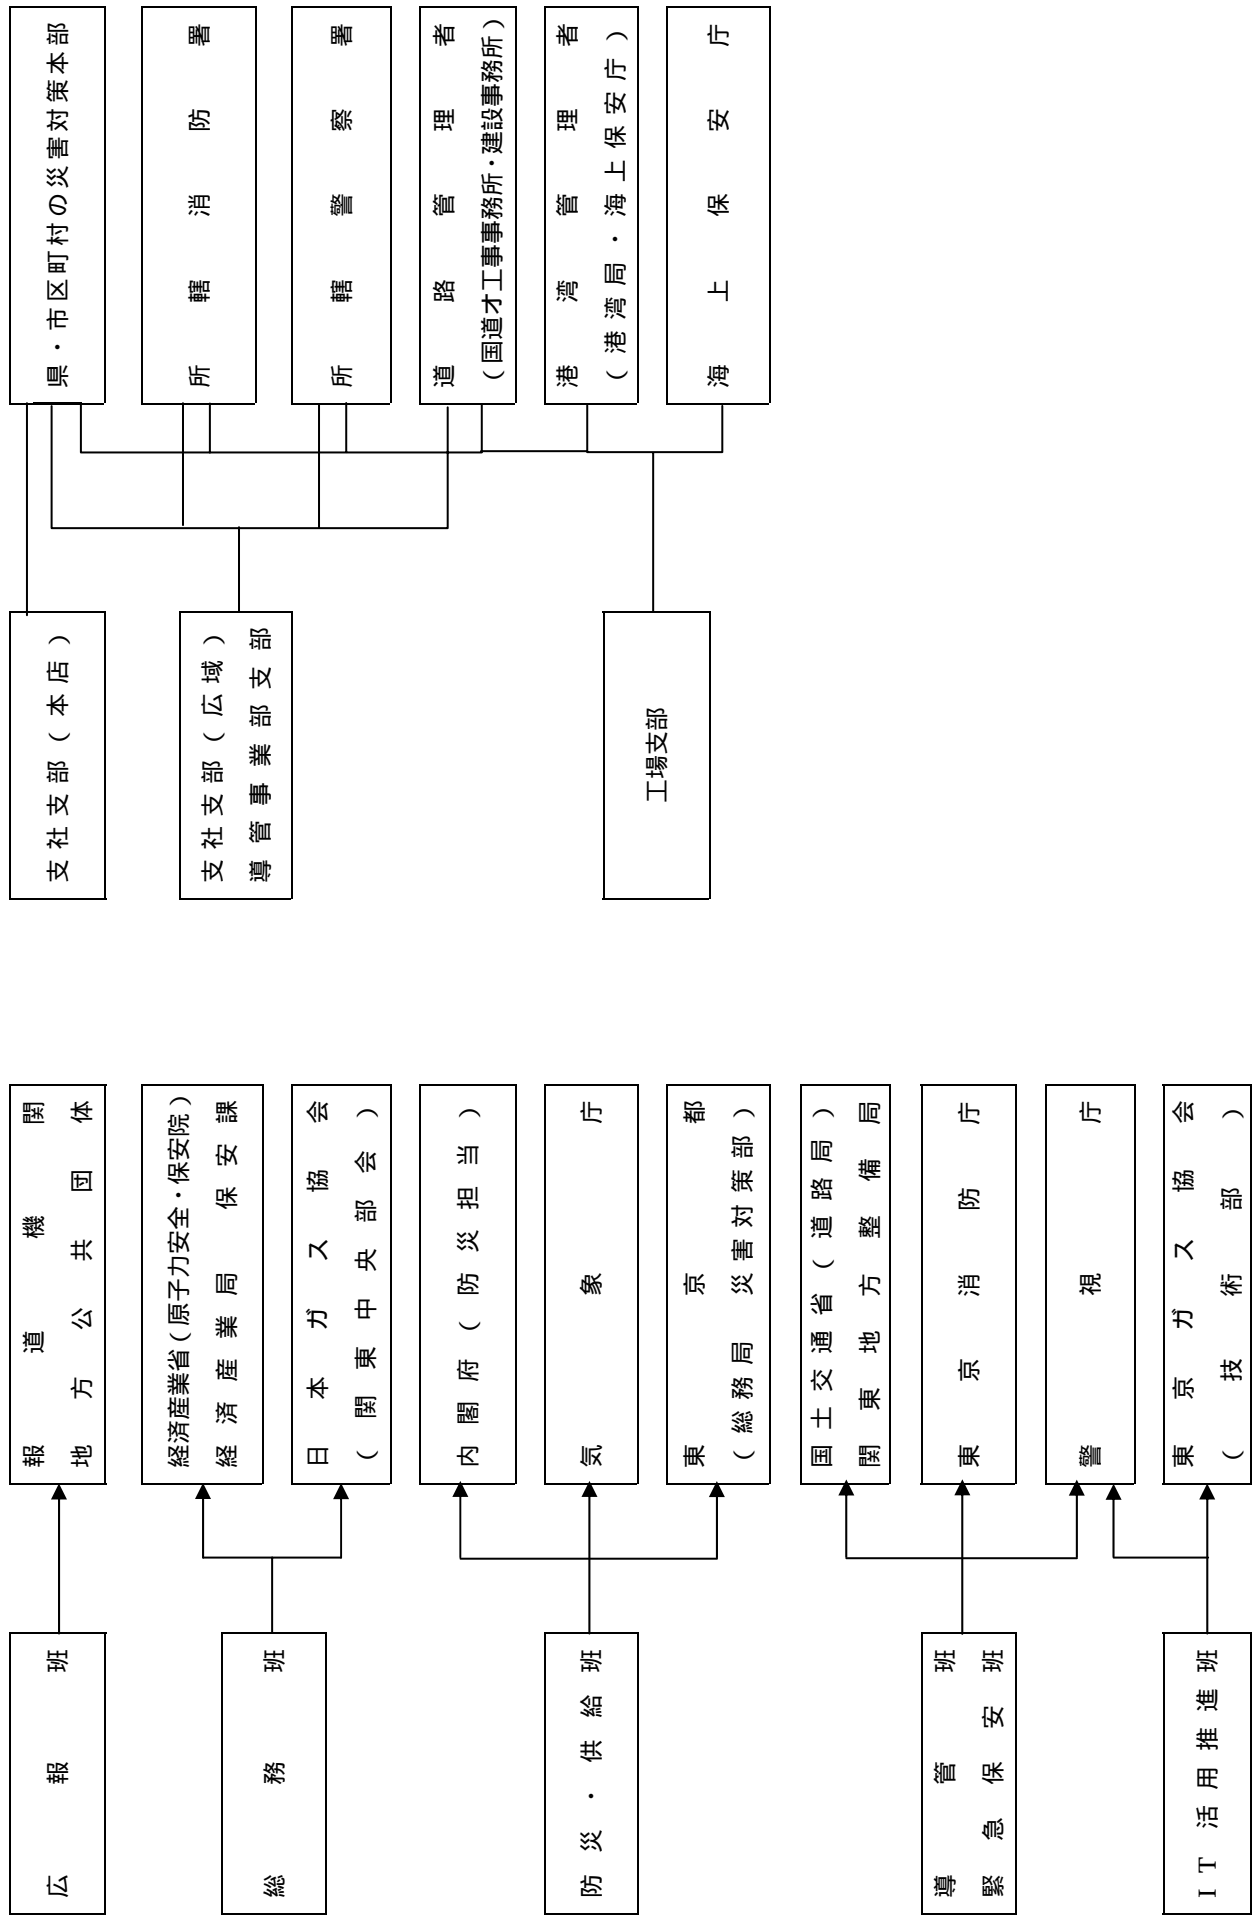 広報班
報道機関
地方公共団体
総務班
経済産業省（原子力安全・保安院）
経済産業局　保安課
日本ガス協会
（関東中央部会）
防災・供給班
内閣府（防災担当）
気象庁
東京都
（総務局　災害対策部）
導管班
緊急保安班
国土交通省（道路局）
関東地方整備局
東京消防庁
警視庁
IT 活用推進班
東京ガス協会
（技術部）
支社支部（本店）
県・市区町村の災害対策本部
支社支部（広域）
導管事業部支部
所轄消防署
所轄警察署
道路管理者
（国道オ工事事務所・建設事務所）
工場支部
港湾管理者
（港湾局・海上保安庁）
海上保安庁